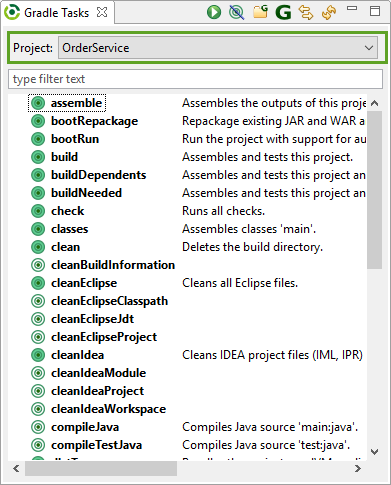 Gradle Tasks
Project: OrderService
type filter text
assemble Assembles the outputs of this proje
bootRepackage Repackage existing JAR and WAR a
bootRun Run the project with support for au
build Assembles and tests this project.
buildDependents Assembles and tests this project an
buildNeeded Assembles and tests this project an
check Runs all checks.
classes Assembles classes 'main'.
clean Deletes the build directory.
cleanBuildInformation
cleanEclipse Cleans all Eclipse files.
cleanEclipseClasspath
cleanEclipseJdt
cleanEclipseProject
cleanIdea Cleans IDEA project files (IML, IPR)
cleanIdeaModule
cleanIdeaProject
cleanIdeaWorkspace
compileJava Compiles Java source 'main:java'.
compileTestJava Compiles Java source 'test:java'.